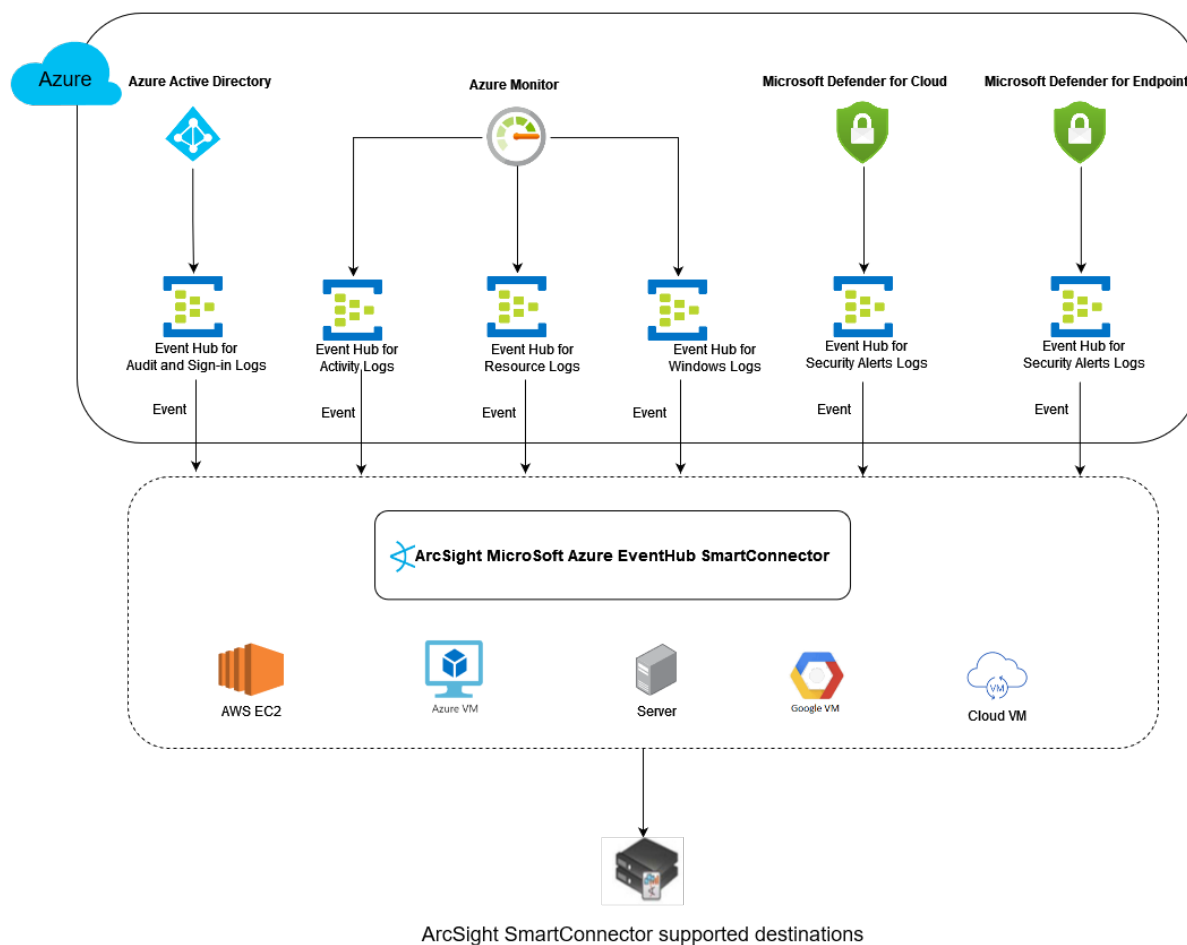 Azure
Azure Active Directory
Azure Monitor
Microsoft Defender for Cloud
Microsoft Defender for Endpoint
Event Hub for
Audit and Sign-in Logs
Event Hub for
Activity Logs
Event Hub for
Resource Logs
Event Hub for
Windows Logs
Event Hub for
Security Alerts Logs
Event Hub for
Security Alerts Logs
Event
Event
Event
Event
Event
Event
ArcSight MicroSoft Azure EventHub SmartConnector
AWS EC2
Azure VM
Server
Google VM
VM
Cloud VM
ArcSight SmartConnector supported destinations